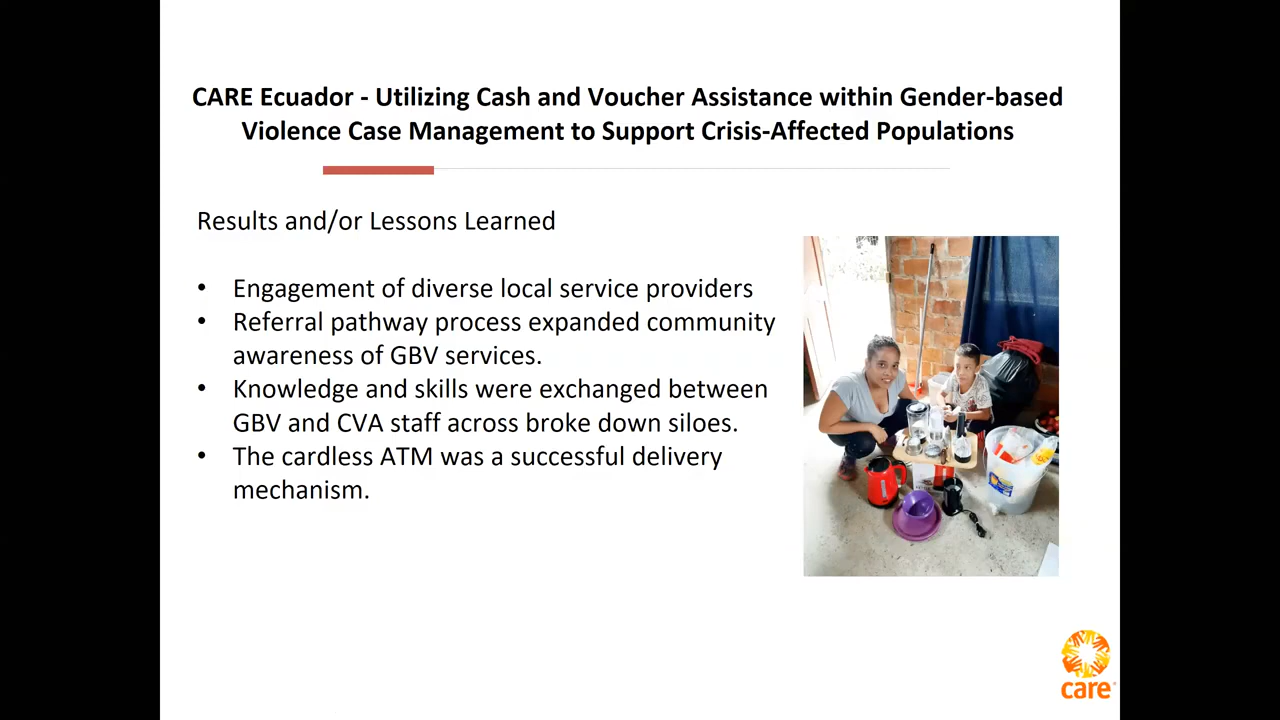 CARE Ecuador - Utilizing Cash and Voucher Assistance within Gender-based
Violence Case Management to Support Crisis-Affected Populations
Results and/or Lessons Learned
• Engagement of diverse local service providers
• Referral pathway process expanded community
awareness of GBV services.
• Knowledge and skills were exchanged between
GBV and CVA staff across broke down siloes.
• The cardless ATM was a successful delivery
mechanism.
care